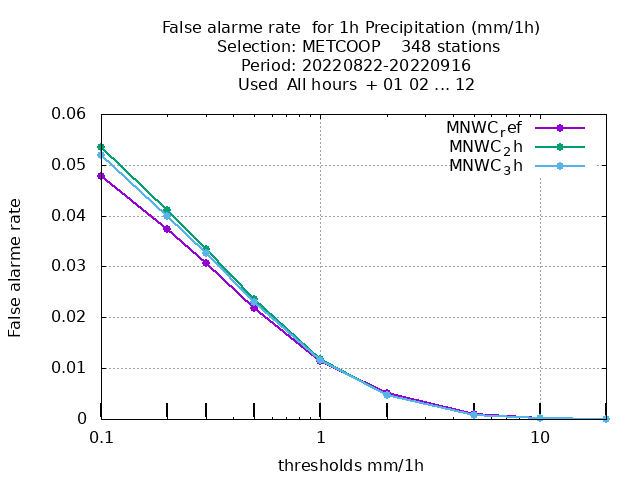 False alarme rate  for 1h Precipitation (mm/1h)
Selection: METCOOP    348 stations
Period: 20220822-20220916
Used  All hours  + 01 02 ... 12
MNWC_ref
MNWC_2h
MNWC_3h
0.06
0.05
0.04
0.03
0.02
0.01
0
False alarme rate
0.1 1 10
thresholds mm/1h